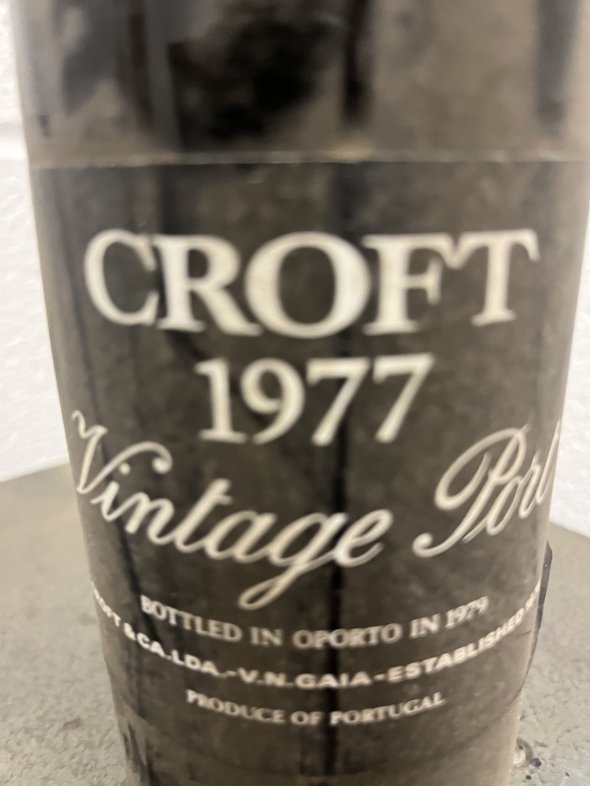 CROFT
1977
Vintage Port
BOTTLED IN OPORTO IN 1979
& CA. LDA.-V.N.GAIA-ESTABLISHED
PRODUCE OF PORTUGAL